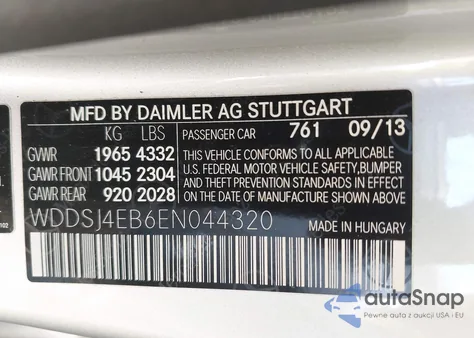 MFD BY DAIMLER AG STUTTGART
KG LBS PASSENGER CAR 761 09/13
GVWR 1965 4332
GAWR FRONT 1045 2304
GAWR REAR 920 2028
THIS VEHICLE CONFORMS TO ALL APPLICABLE
U.S. FEDERAL MOTOR VEHICLE SAFETY, BUMPER
AND THEFT PREVENTION STANDARDS IN EFFECT
ON THE DATE OF MANUFACTURE SHOWN ABOVE.
WDDSJ4EB6EN044320
MADE IN HUNGARY
autaSnap
Pewne auta z dostawą z USA i EU